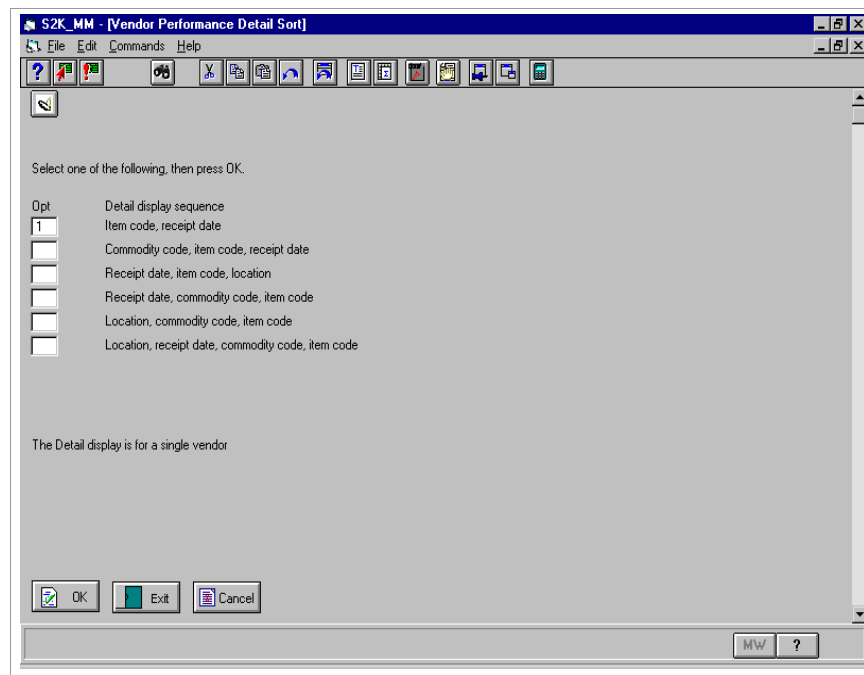 S2K_MM - [Vendor Performance Detail Sort]
File Edit Commands Help
Select one of the following, then press OK.
Opt Detail display sequence
1 Item code, receipt date
Commodity code, item code, receipt date
Receipt date, item code, location
Receipt date, commodity code, item code
Location, commodity code, item code
Location, receipt date, commodity code, item code
The Detail display is for a single vendor
OK Exit Cancel
MW ?